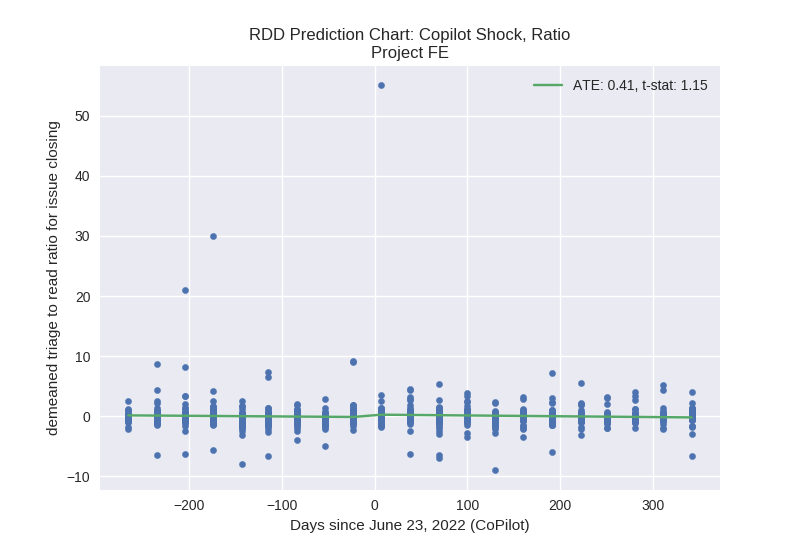 RDD Prediction Chart: Copilot Shock, Ratio
Project FE
ATE: 0.41, t-stat: 1.15
demeaned triage to read ratio for issue closing
50
40
30
20
10
0
−10
−200
−100
0
100
200
300
Days since June 23, 2022 (CoPilot)